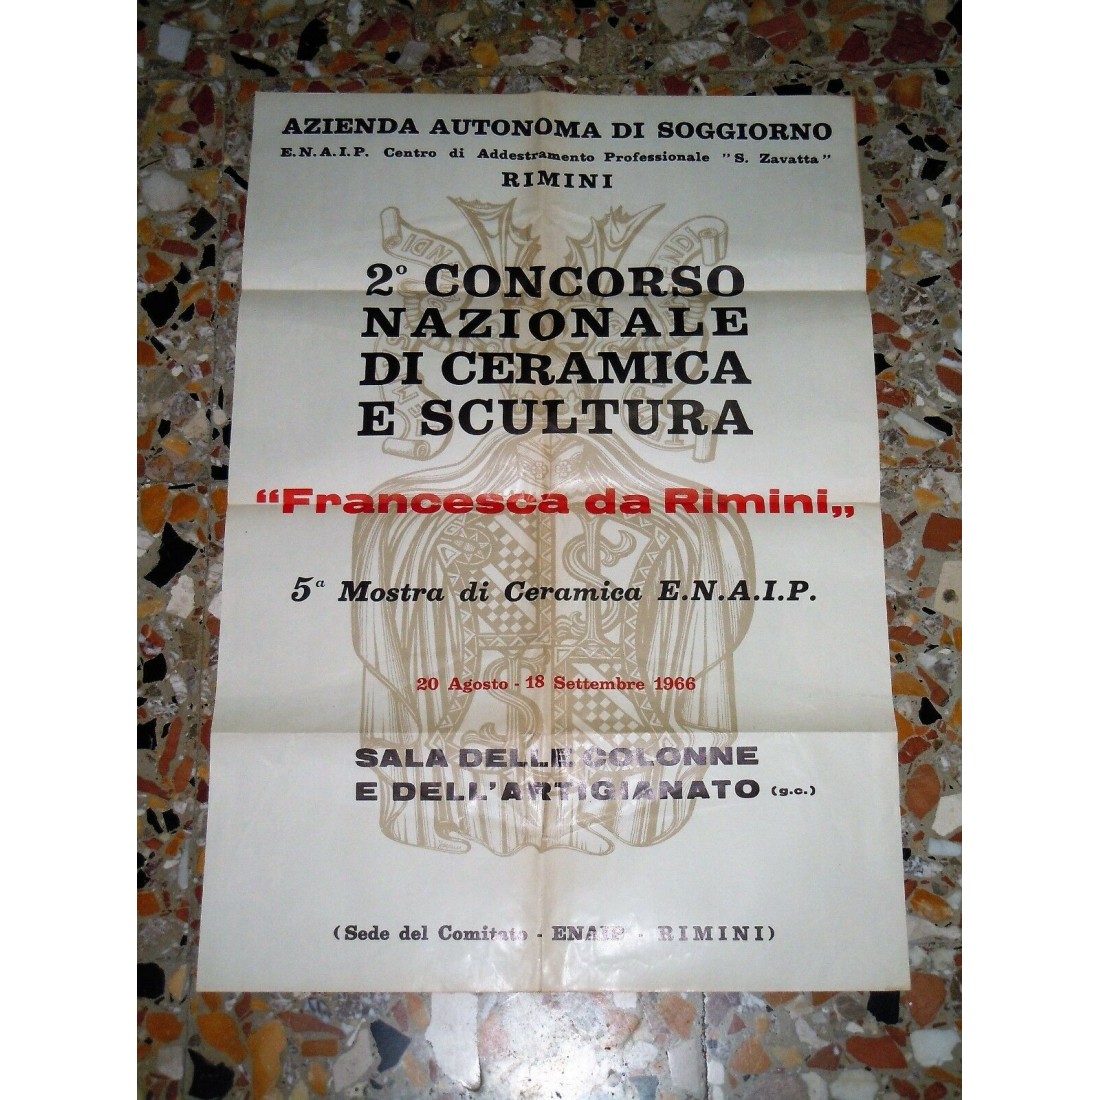 AZIENDA AUTONOMA DI SOGGIORNO
E.N.A.I.P. Centro di Addestramento Professionale "S. Zavatta"
RIMINI
2° CONCORSO
NAZIONALE
DI CERAMICA
E SCULTURA
“Francesca da Rimini„
5ª Mostra di Ceramica E.N.A.I.P.
20 Agosto - 18 Settembre 1966
SALA DELLE COLONNE
E DELL'ARTIGIANATO (g.c.)
(Sede del Comitato - ENAIP - RIMINI)